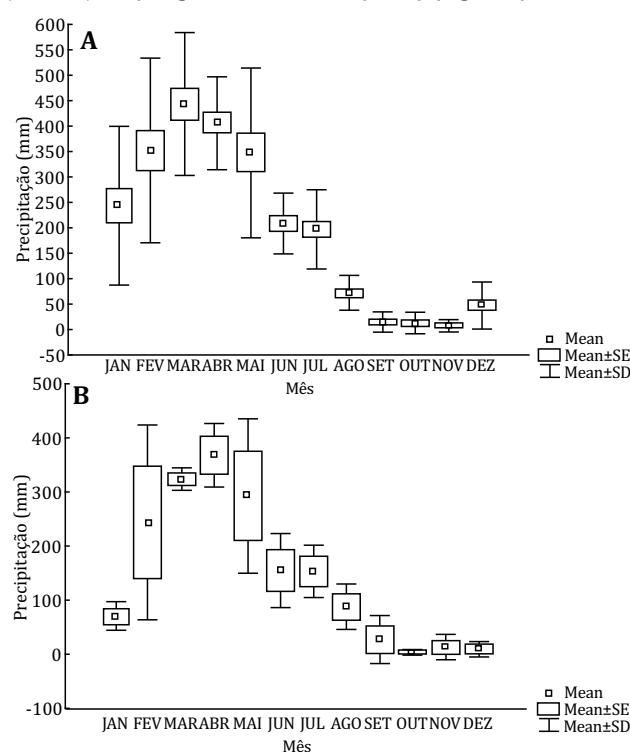 A
600
550
500
450
400
350
300
250
200
150
100
50
0
-50
Precipitação (mm)
JAN FEV MAR ABR MAI JUN JUL AGO SET OUT NOV DEZ
Mês
Mean
Mean±SE
Mean±SD
B
500
400
300
200
100
0
-100
Precipitação (mm)
JAN FEV MAR ABR MAI JUN JUL AGO SET OUT NOV DEZ
Mês
Mean
Mean±SE
Mean±SD